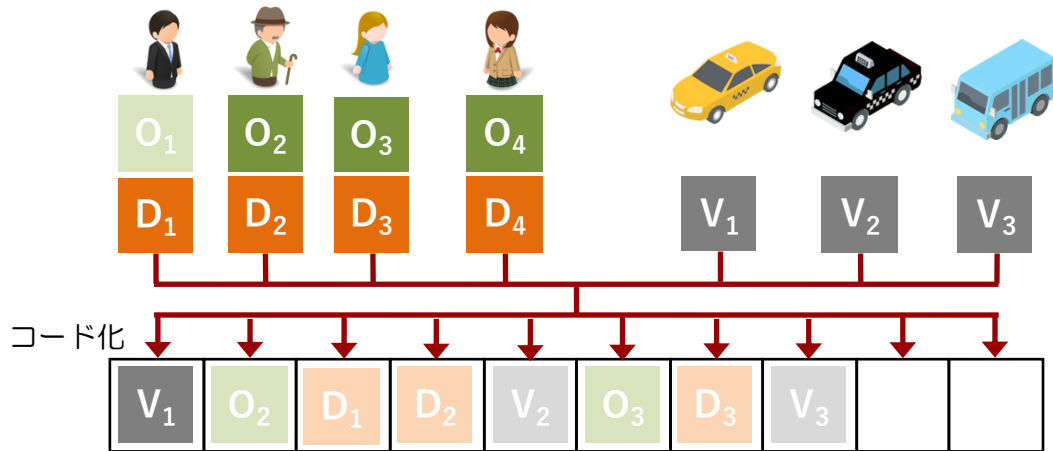 O1 O2 O3 O4
D1 D2 D3 D4 V1 V2 V3
コード化
V1 O2 D1 D2 V2 O3 D3 V3